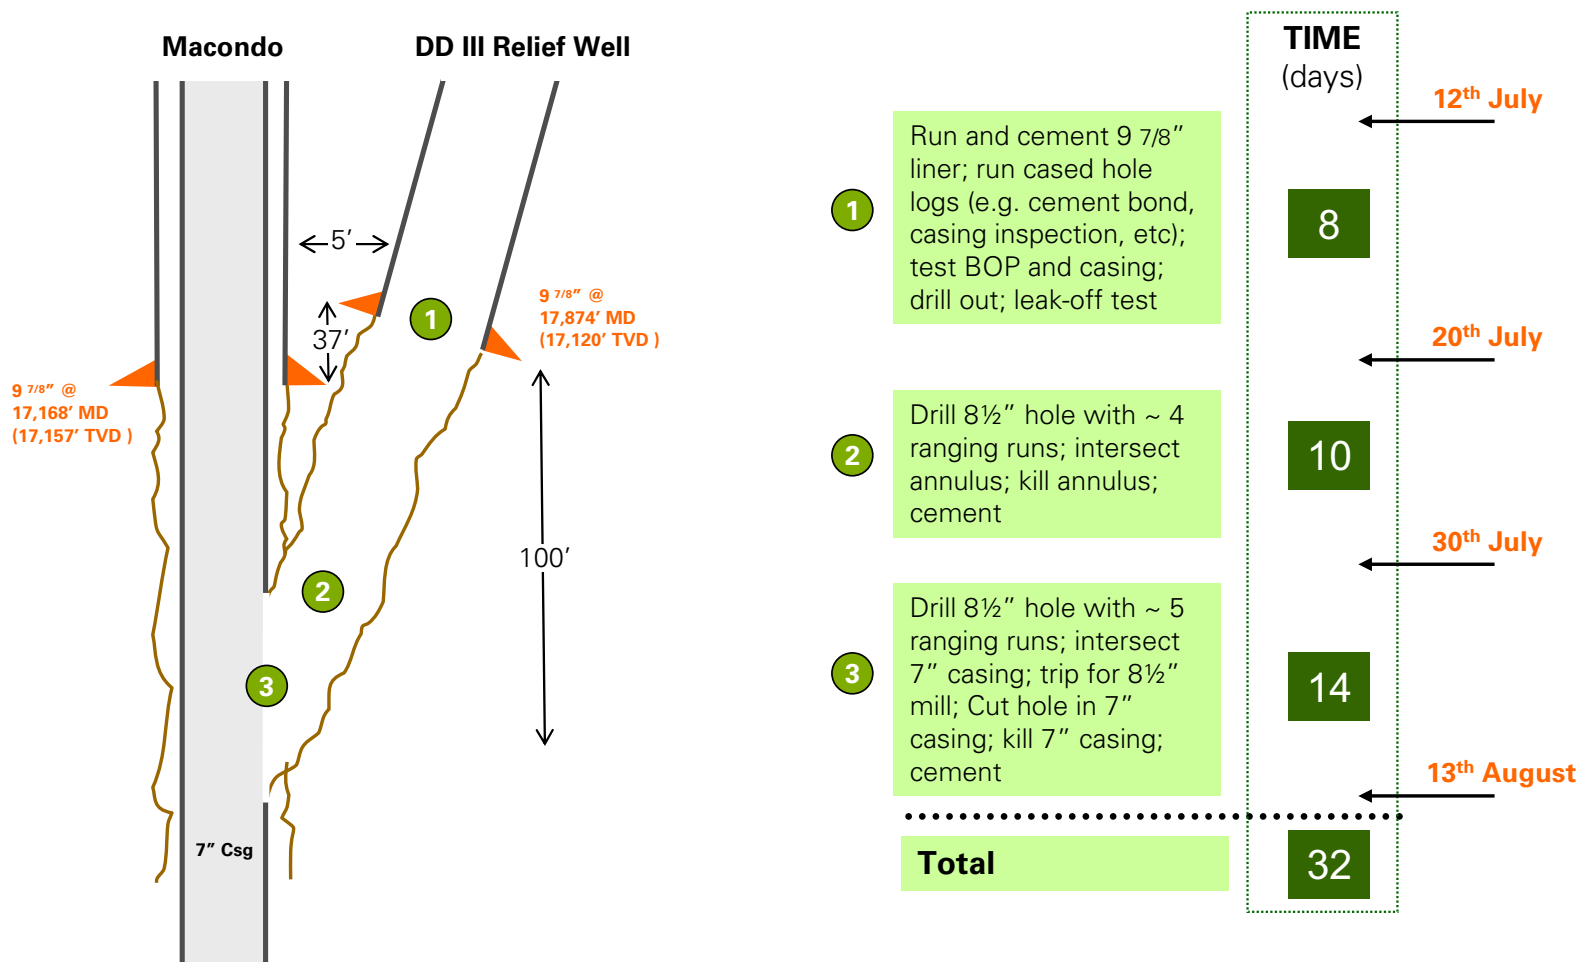 Macondo
DD III Relief Well
5’
37’
1
9 7/8” @
17,874’ MD
(17,120’ TVD )
9 7/8” @
17,168’ MD
(17,157’ TVD )
100’
2
3
7” Csg
TIME
(days)
12th July
1
Run and cement 9 7/8”
liner; run cased hole
logs (e.g. cement bond,
casing inspection, etc);
test BOP and casing;
drill out; leak-off test
8
20th July
2
Drill 8½” hole with ~ 4
ranging runs; intersect
annulus; kill annulus;
cement
10
30th July
3
Drill 8½” hole with ~ 5
ranging runs; intersect
7” casing; trip for 8½”
mill; Cut hole in 7”
casing; kill 7” casing;
cement
14
13th August
Total
32